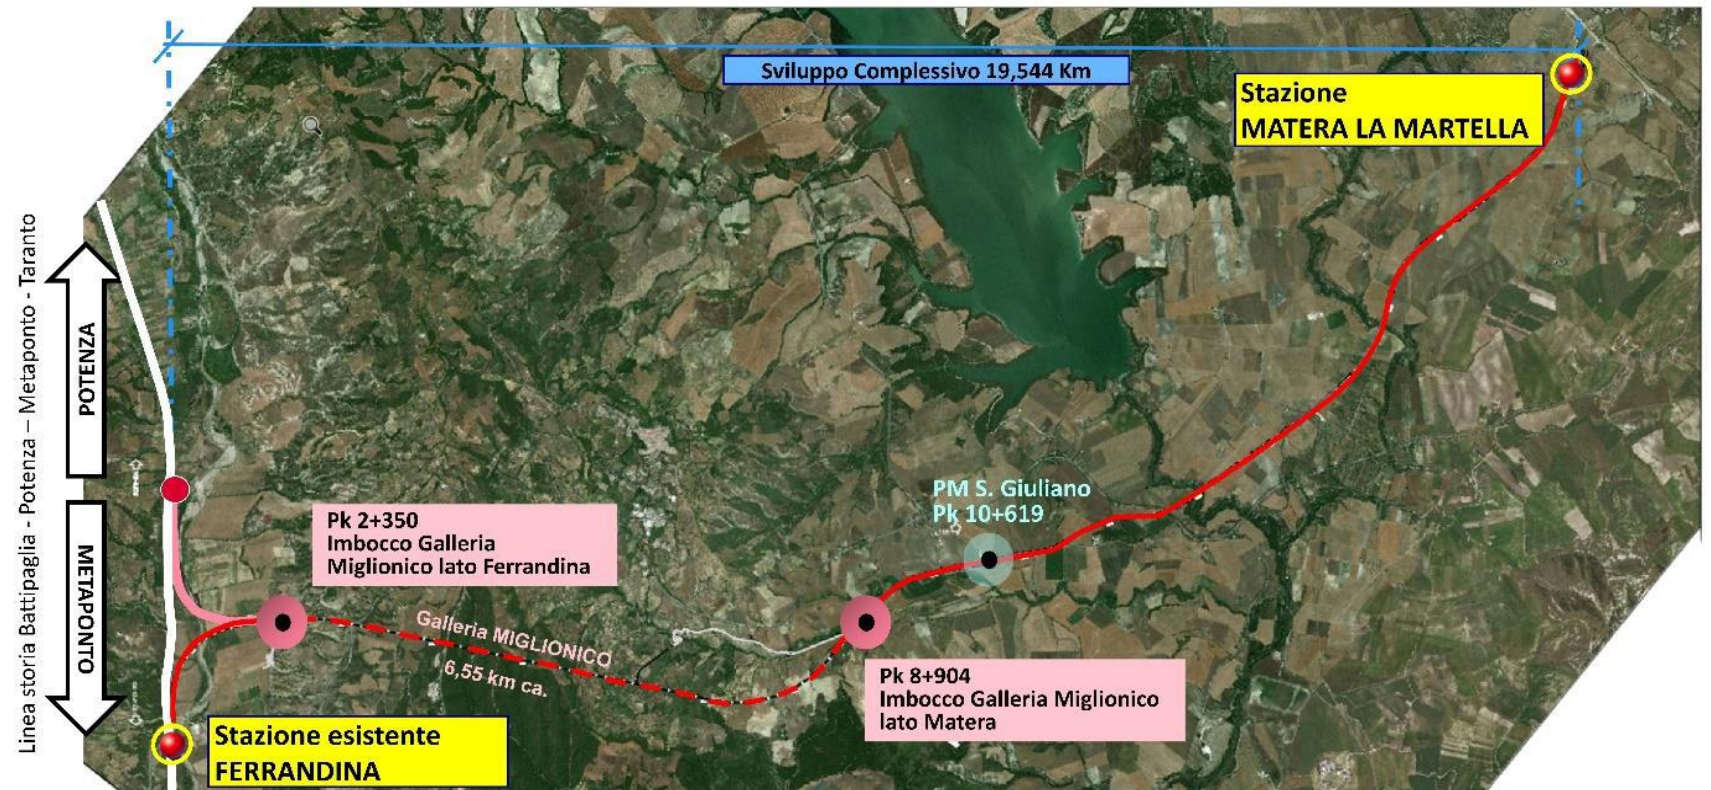 Sviluppo Complessivo 19,544 Km
Stazione
MATERA LA MARTELLA
Linea storia Battipaglia - Potenza – Metaponto - Taranto
POTENZA
METAPONTO
PM S. Giuliano
Pk 10+619
Pk 2+350
Imbocco Galleria
Miglionico lato Ferrandina
Galleria MIGLIONICO
6,55 km ca.
Pk 8+904
Imbocco Galleria Miglionico
lato Matera
Stazione esistente
FERRANDINA